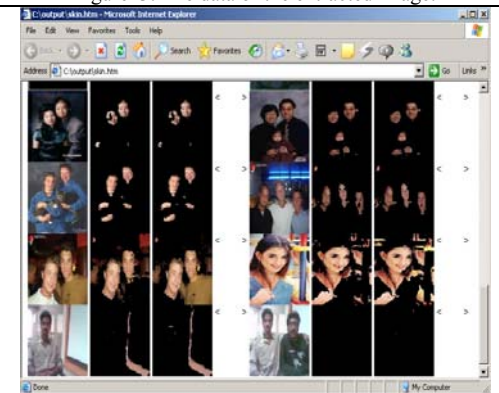 C:\output\skin.htm - Microsoft Internet Explorer
File Edit View Favorites Tools Help
Back Search Favorites
Address C:\output\skin.htm Go Links »
< > < >
< > < >
< > < >
< > < >
Done My Computer